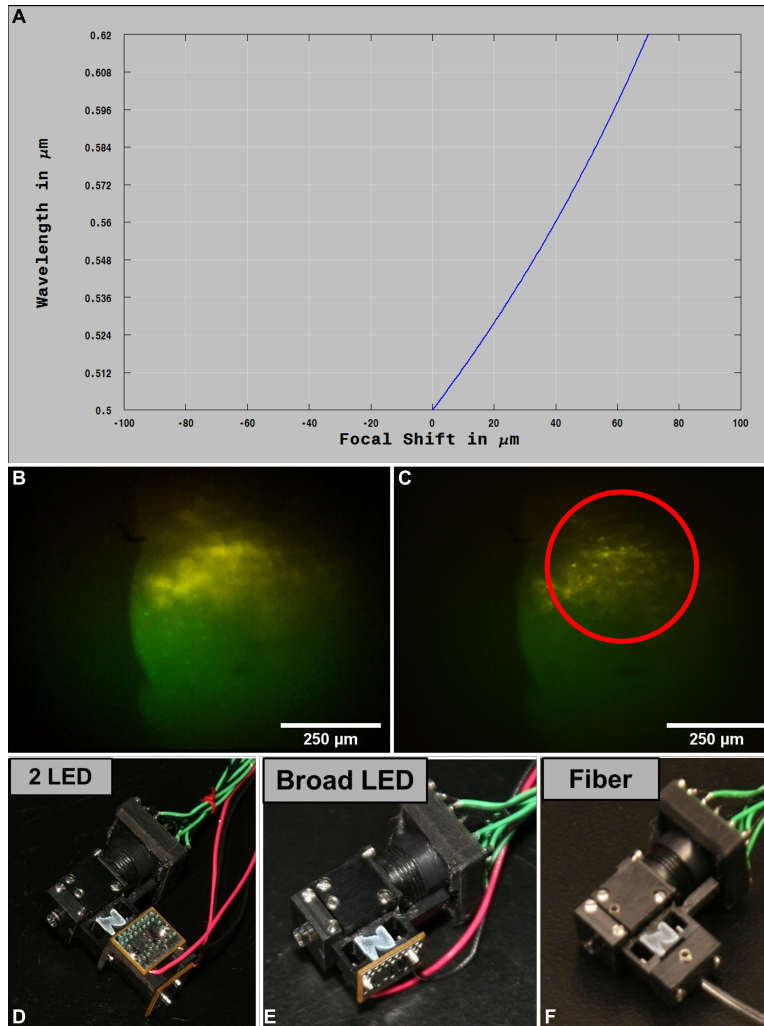 A
0.62
0.608
0.596
0.584
0.572
0.56
0.548
0.536
0.524
0.512
0.5
Wavelength in µm
-100 -80 -60 -40 -20 0 20 40 60 80 100
Focal Shift in µm
B
250 µm
C
250 µm
2 LED
D
Broad LED
E
Fiber
F